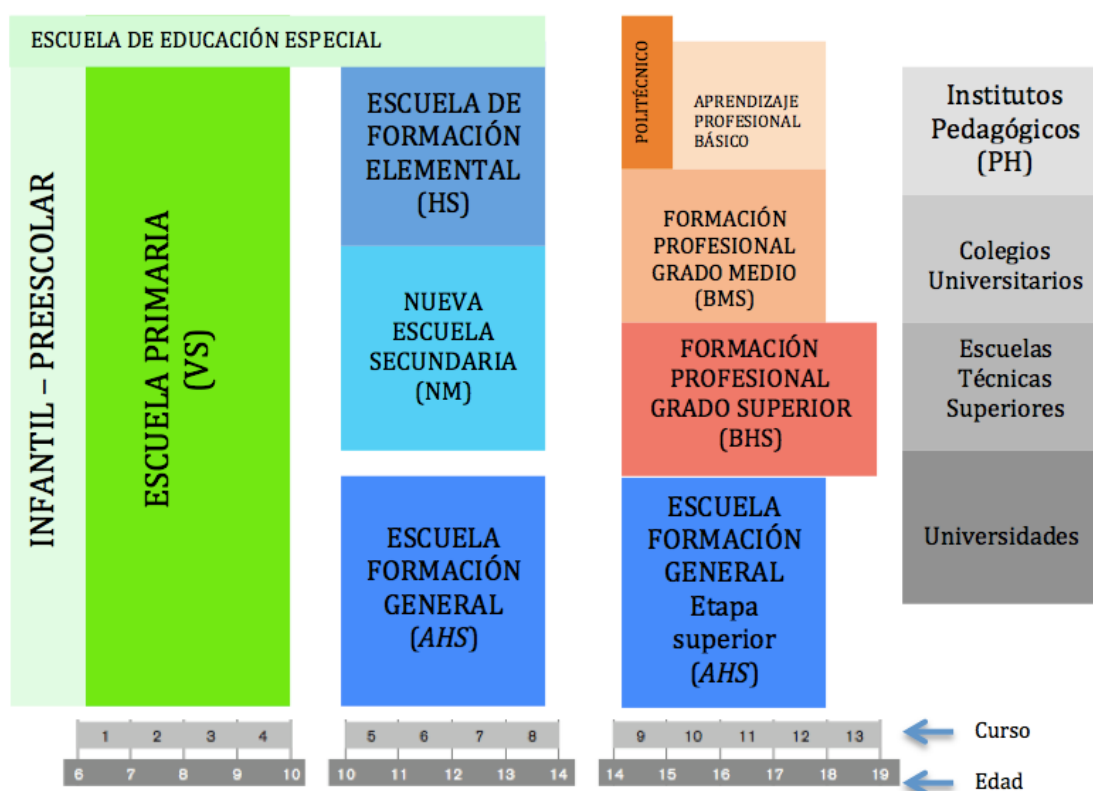 ESCUELA DE EDUCACIÓN ESPECIAL
INFANTIL – PREESCOLAR
ESCUELA PRIMARIA
(VS)
ESCUELA DE
FORMACIÓN
ELEMENTAL
(HS)
NUEVA
ESCUELA
SECUNDARIA
(NM)
ESCUELA
FORMACIÓN
GENERAL
(AHS)
POLITÉCNICO
APRENDIZAJE
PROFESIONAL
BÁSICO
FORMACIÓN
PROFESIONAL
GRADO MEDIO
(BMS)
FORMACIÓN
PROFESIONAL
GRADO SUPERIOR
(BHS)
ESCUELA
FORMACIÓN
GENERAL
Etapa
superior
(AHS)
Institutos
Pedagógicos
(PH)
Colegios
Universitarios
Escuelas
Técnicas
Superiores
Universidades
1 2 3 4 5 6 7 8 9 10 11 12 13 Curso
6 7 8 9 10 10 11 12 13 14 14 15 16 17 18 19 Edad